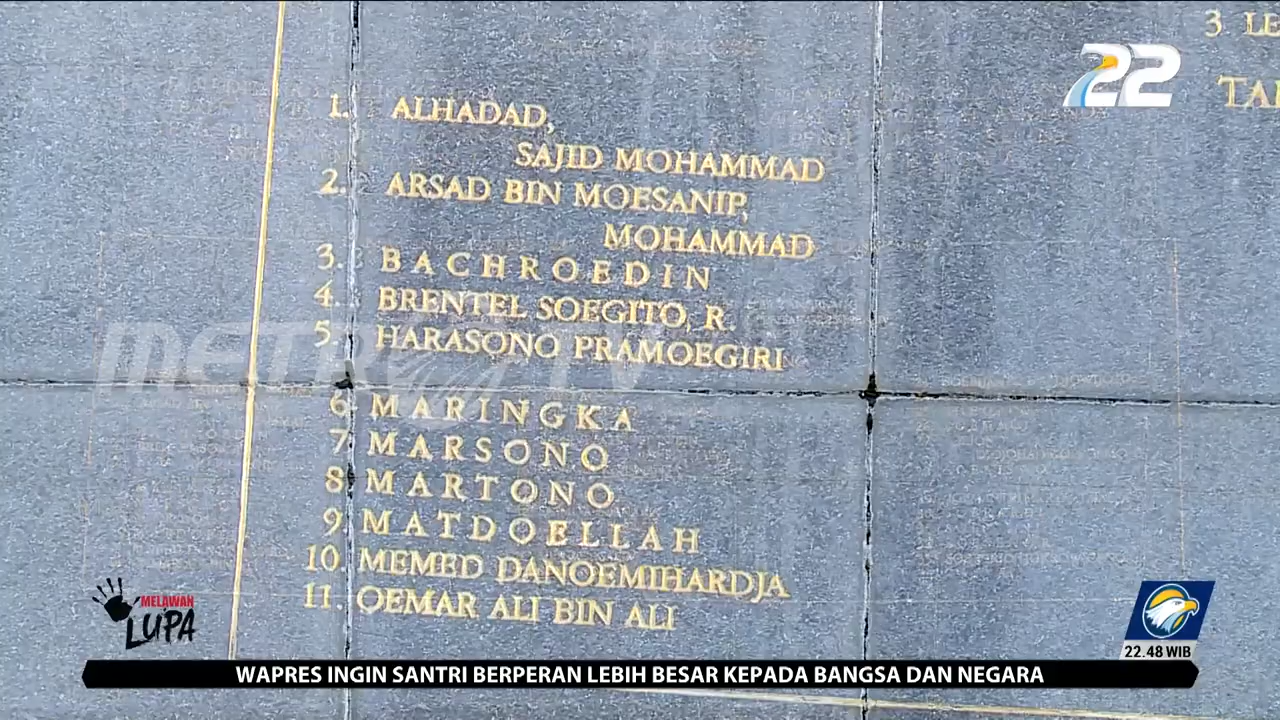 3 LE
22
TA
1. ALHADAD,
SAJID MOHAMMAD
2. ARSAD BIN MOESANIP,
MOHAMMAD
3. BACHROEDIN
4. BRENTEL SOEGITO, R.
5. HARASONO PRAMOEGIRI
METRO TV
6 MARINGKA
7 MARSONO
8 MARTONO
9 MATDOELLAH
10 MEMED DANOEMIHARDJA
11. OEMAR ALI BIN ALI
MELAWAN
LUPA
22.48 WIB
WAPRES INGIN SANTRI BERPERAN LEBIH BESAR KEPADA BANGSA DAN NEGARA